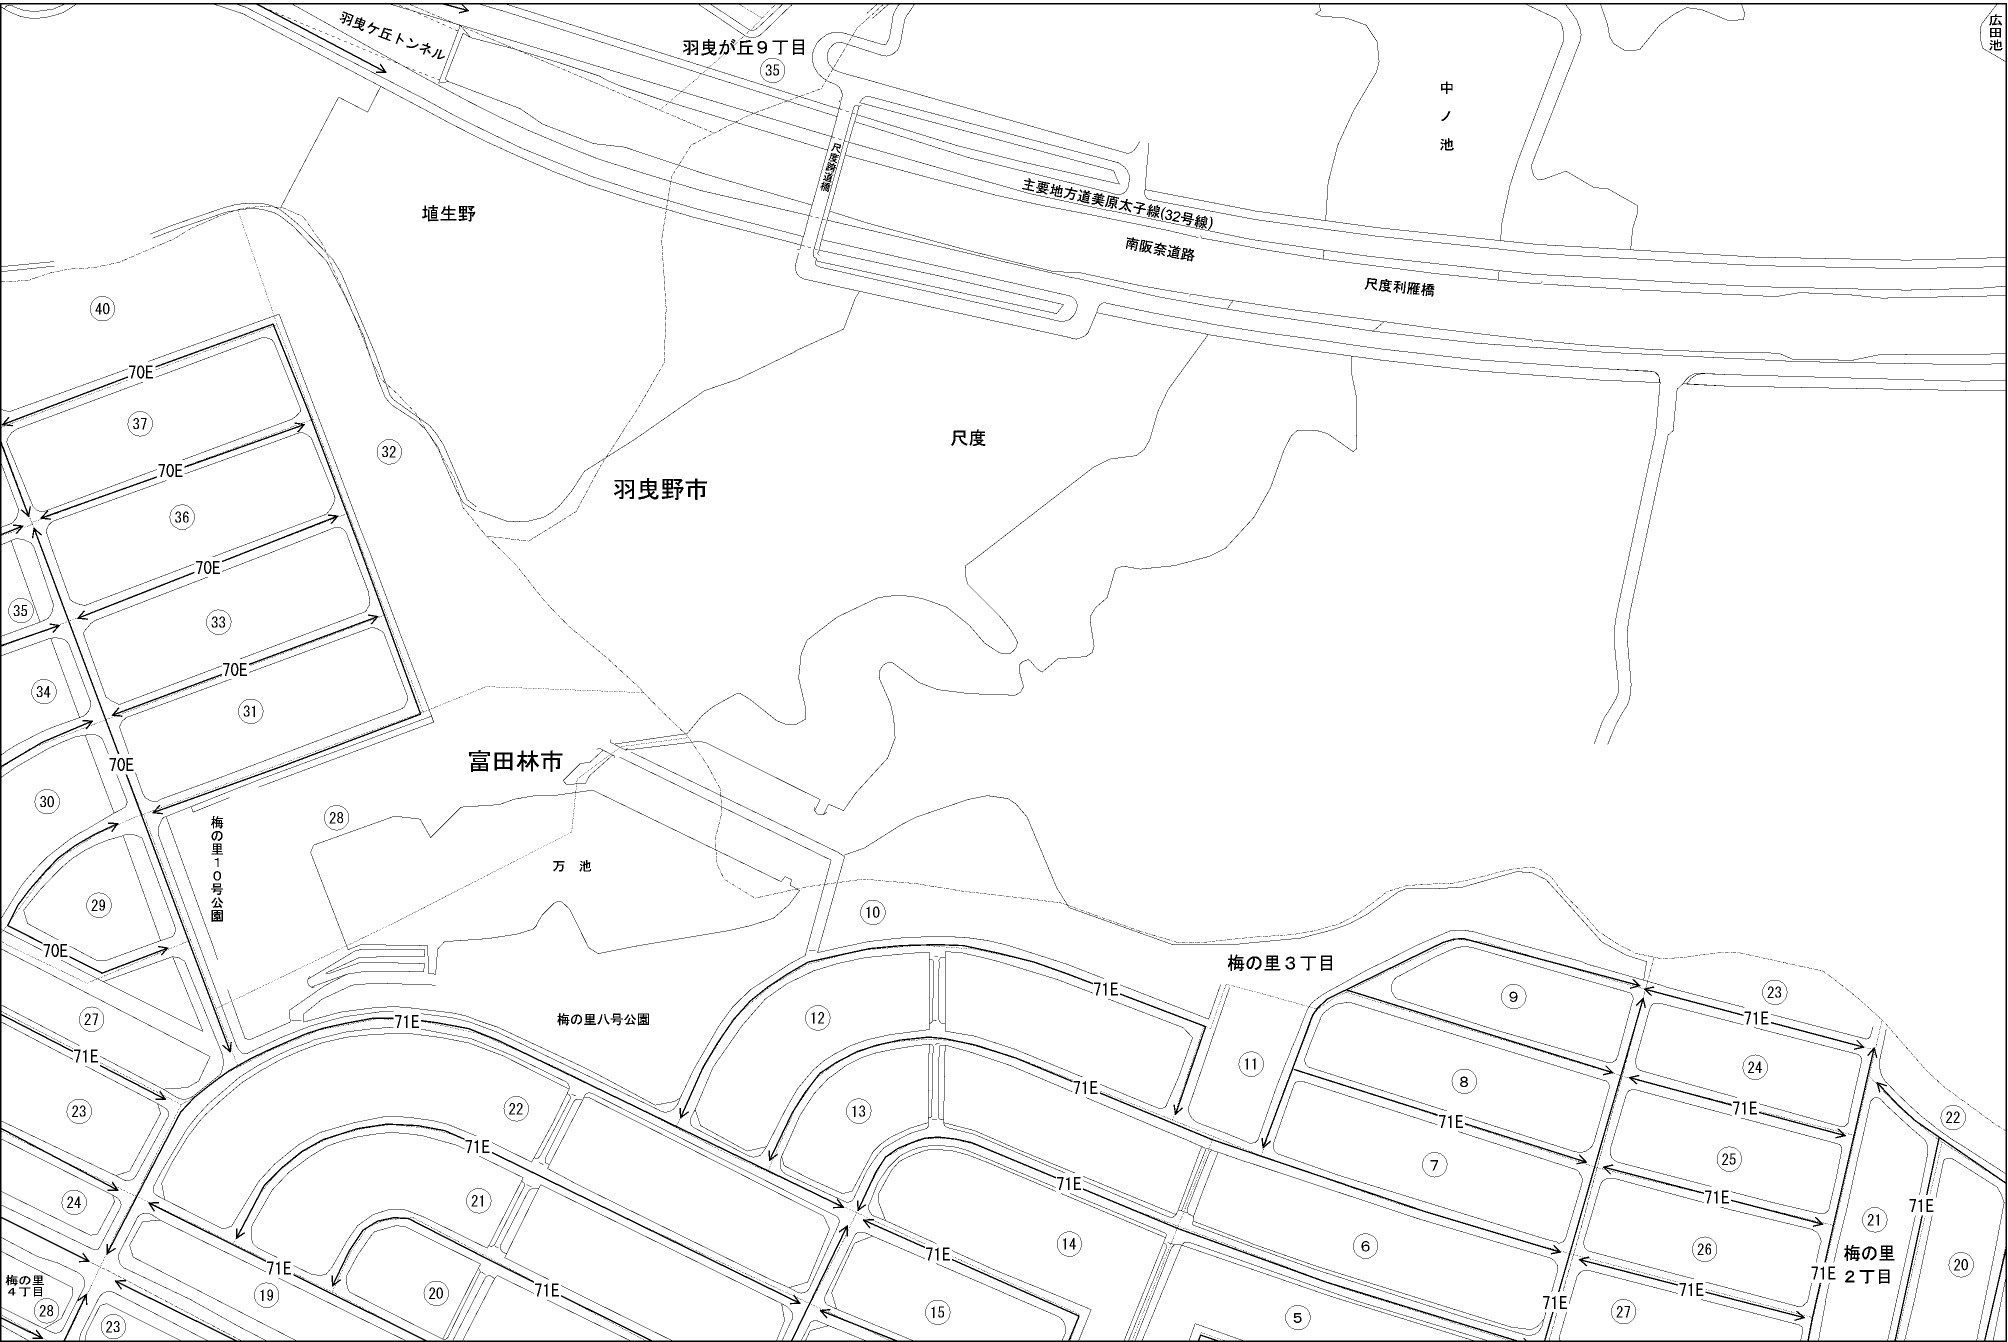 羽曳ケ丘トンネル
羽曳が丘９丁目
35
広田池
中ノ池
尺度跨道橋
主要地方道美原太子線(32号線)
南阪奈道路
尺度利雁橋
埴生野
40
70E
37
32
尺度
70E
羽曳野市
36
70E
35
33
70E
34
31
富田林市
70E
30
28
梅の里１０号公園
万 池
29
10
70E
梅の里３丁目
71E
9
23
27
71E
梅の里八号公園
12
71E
71E
11
24
8
71E
71E
23
22
13
71E
22
71E
7
25
71E
24
21
71E
71E
71E
21
14
6
26
梅の里
２丁目
20
71E
71E
71E
梅の里
４丁目
28
19
20
71E
71E
71E
15
5
27
23